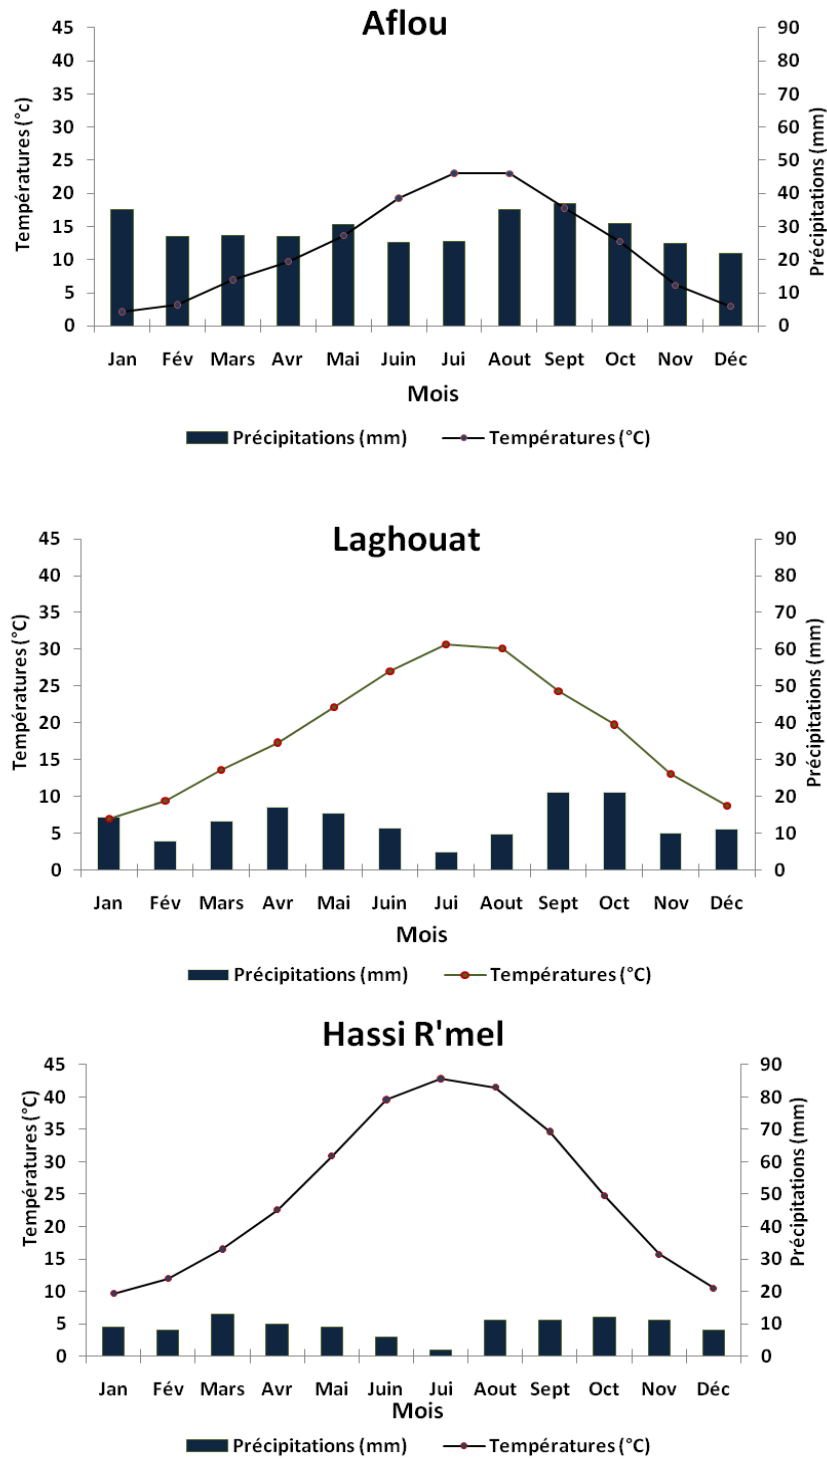 Aflou
45 90
40 80
35 70
30 60
25 50
20 40
15 30
10 20
5 10
0 0
Températures (°c)
Précipitations (mm)
Jan Fév Mars Avr Mai Juin Jui Aout Sept Oct Nov Déc
Mois
Précipitations (mm) Températures (°C)
Laghouat
45 90
40 80
35 70
30 60
25 50
20 40
15 30
10 20
5 10
0 0
Températures (°C)
Précipitations (mm)
Jan Fév Mars Avr Mai Juin Jui Aout Sept Oct Nov Déc
Mois
Précipitations (mm) Températures (°C)
Hassi R'mel
45 90
40 80
35 70
30 60
25 50
20 40
15 30
10 20
5 10
0 0
Températures (°C)
Précipitations (mm)
Jan Fév Mars Avr Mai Juin Jui Aout Sept Oct Nov Déc
Mois
Précipitations (mm) Températures (°C)